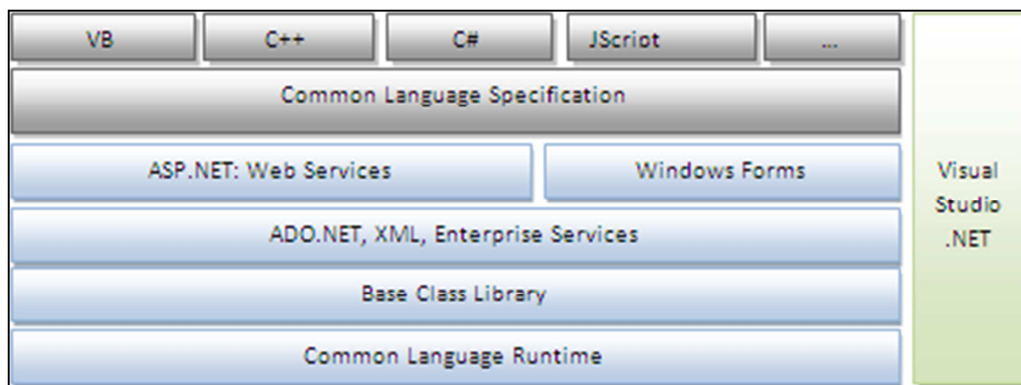 VB
C++
C#
JScript
...
Common Language Specification
ASP.NET: Web Services
Windows Forms
ADO.NET, XML, Enterprise Services
Base Class Library
Common Language Runtime
Visual
Studio
.NET